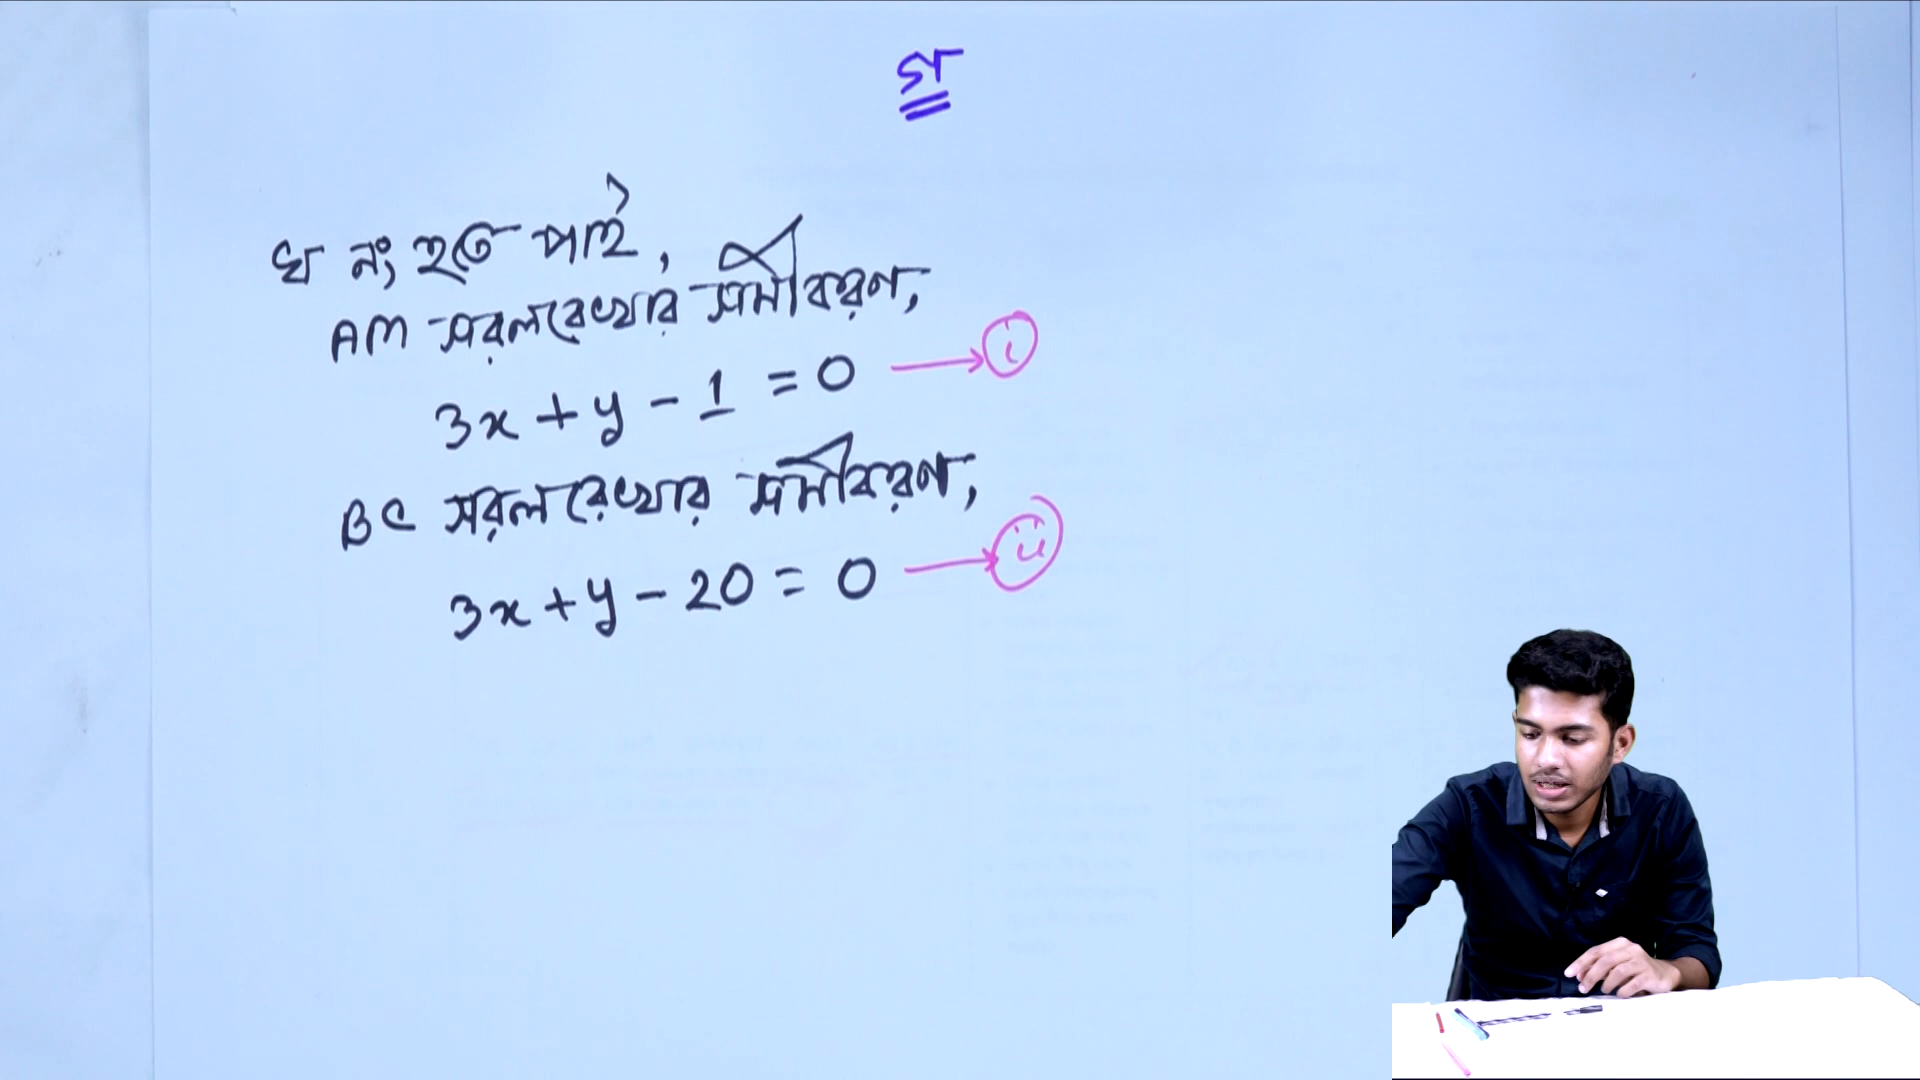 গ
খ নং হতে পাই,
AM সরলরেখার সমীকরণ,
3x + y - 1 = 0 → i
BC সরলরেখার সমীকরণ,
3x + y - 20 = 0 → ii